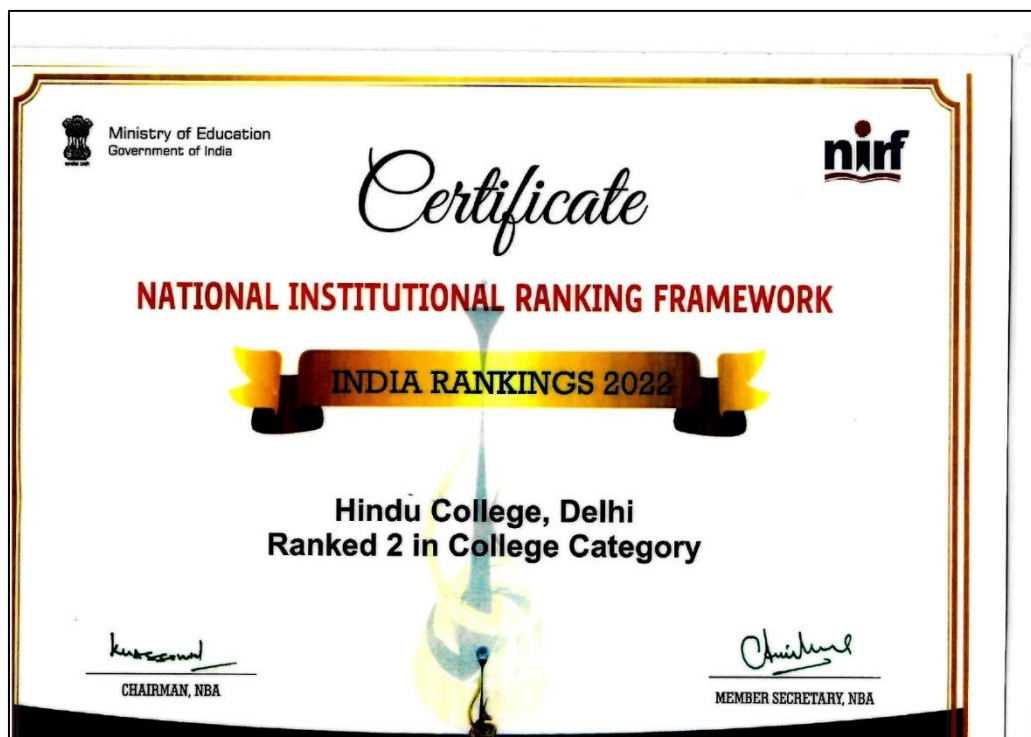 Ministry of Education
Government of India
nirf
Certificate
NATIONAL INSTITUTIONAL RANKING FRAMEWORK
INDIA RANKINGS 2022
Hindu College, Delhi
Ranked 2 in College Category
CHAIRMAN, NBA
MEMBER SECRETARY, NBA